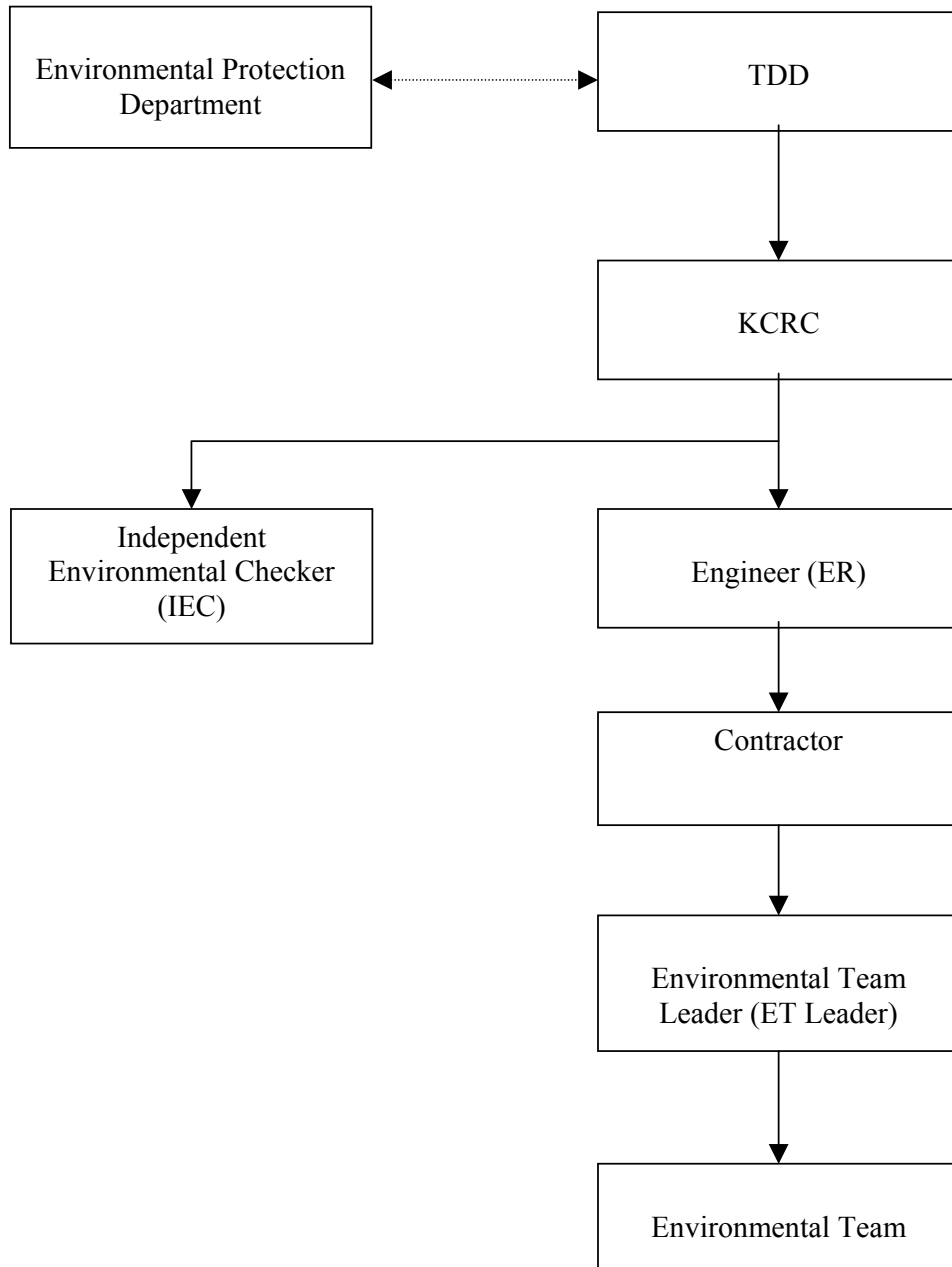 Environmental Protection
Department
TDD
KCRC
Independent
Environmental Checker
(IEC)
Engineer (ER)
Contractor
Environmental Team
Leader (ET Leader)
Environmental Team